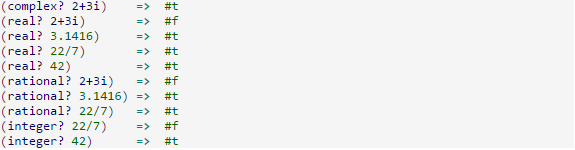 (complex? 2+3i)    =>  #t
(real? 2+3i)       =>  #f
(real? 3.1416)     =>  #t
(real? 22/7)       =>  #t
(real? 42)         =>  #t
(rational? 2+3i)   =>  #f
(rational? 3.1416) =>  #t
(rational? 22/7)   =>  #t
(integer? 22/7)    =>  #f
(integer? 42)      =>  #t